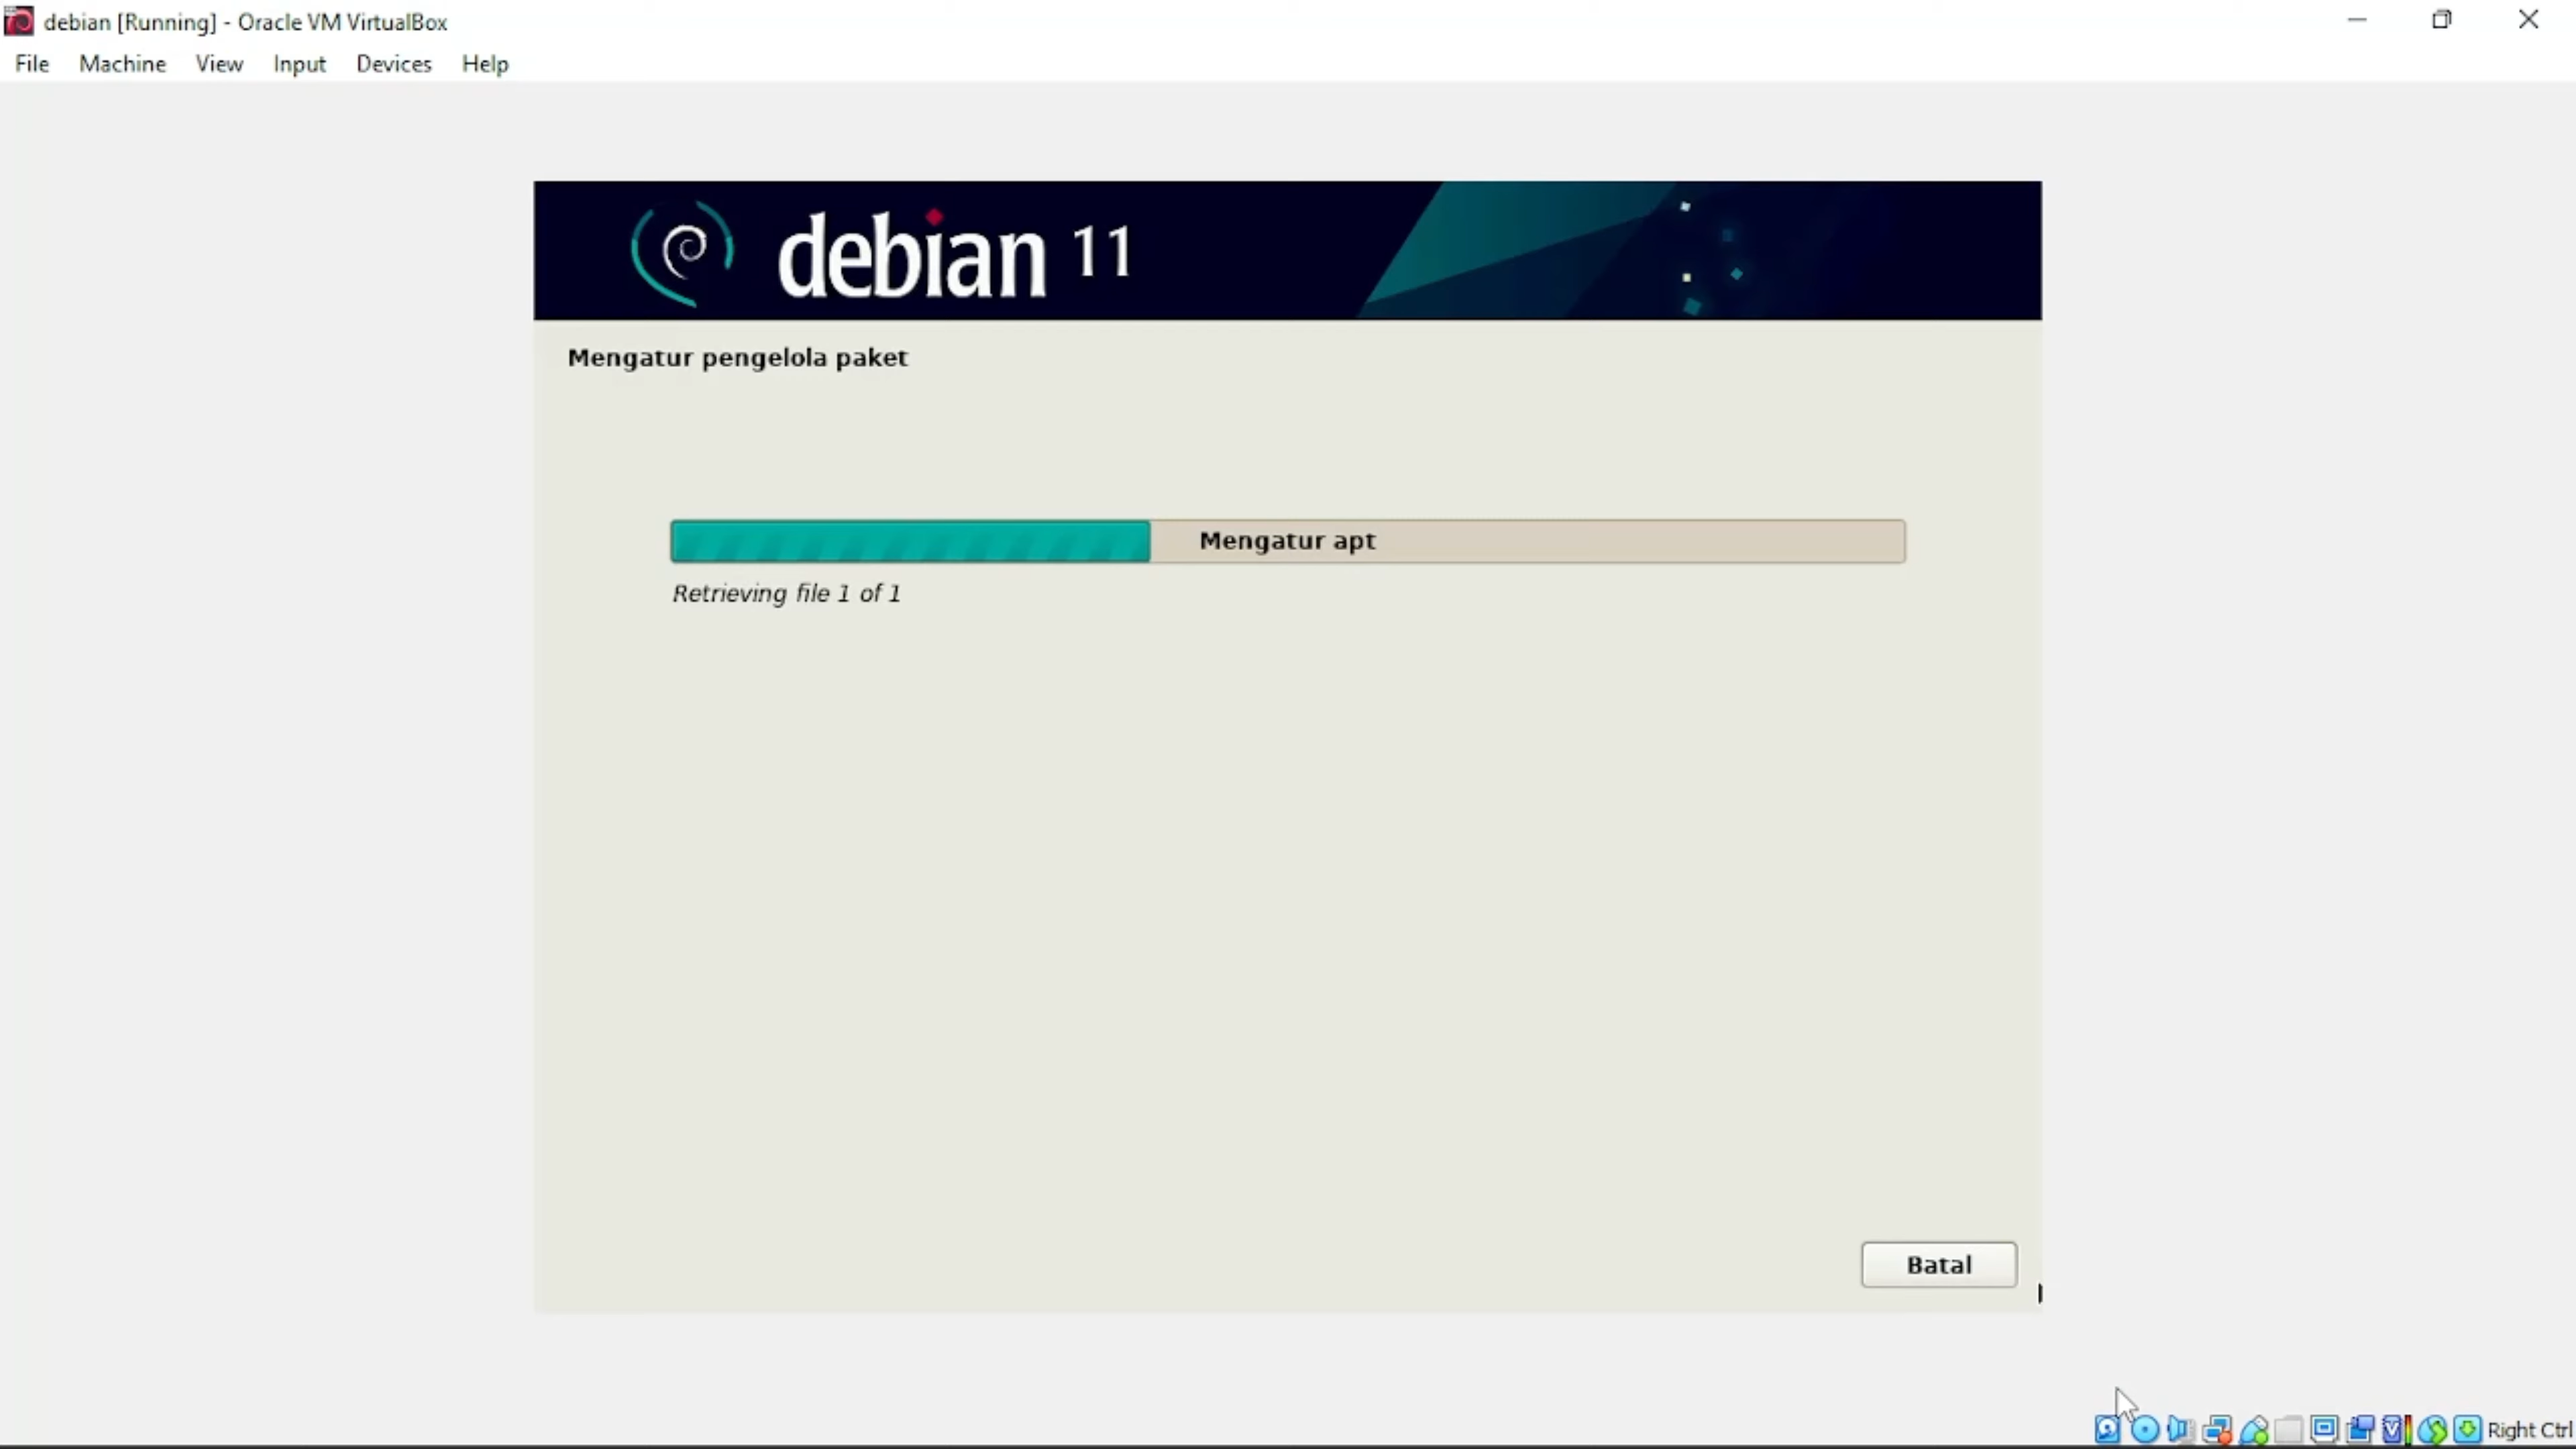 debian [Running] - Oracle VM VirtualBox
File Machine View Input Devices Help
debian 11
Mengatur pengelola paket
Mengatur apt
Retrieving file 1 of 1
Batal
Right Ctrl